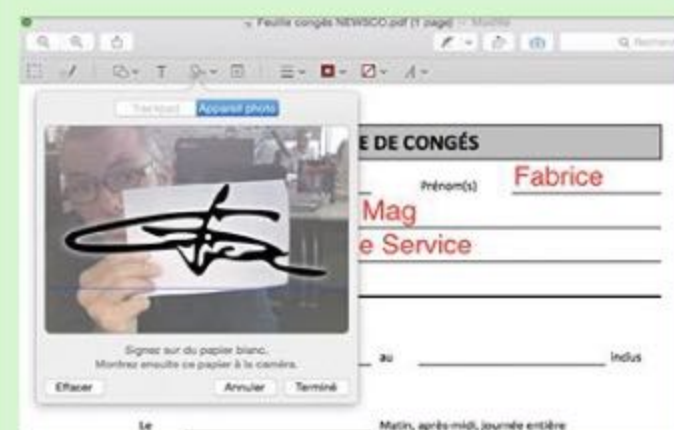 Feuille congés NEWSCO.pdf (1 page) — Modifié
Trackpad Appareil photo
E DE CONGÉS
Prénom(s) Fabrice
Mag
e Service
Signez sur du papier blanc.
Montrez ensuite ce papier à la caméra.
au inclus
Effacer Annuler Terminé
Le Matin, après-midi, journée entière